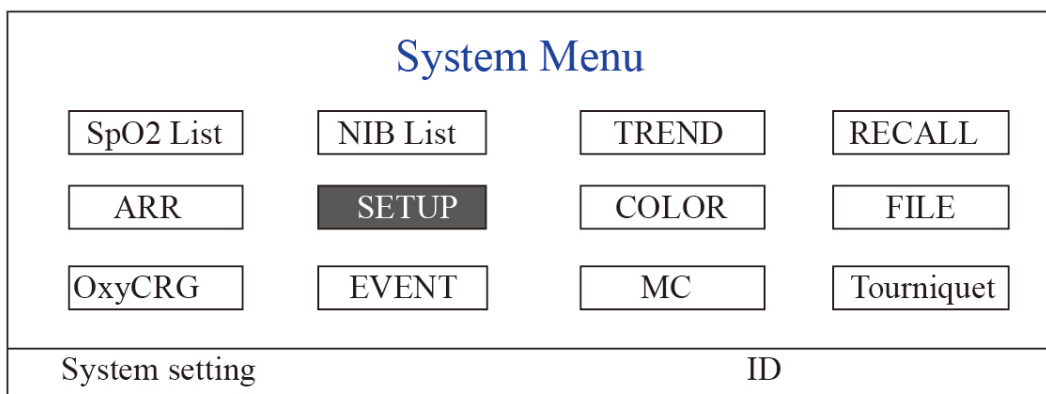 System Menu
SpO2 List NIB List TREND RECALL
ARR SETUP COLOR FILE
OxyCRG EVENT MC Tourniquet
System setting ID